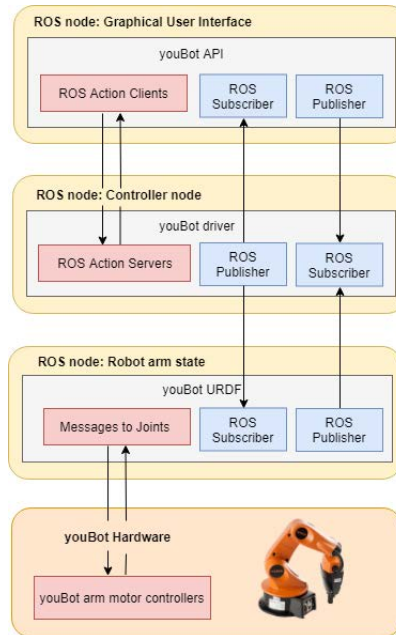 ROS node: Graphical User Interface
youBot API
ROS Action Clients
ROS
Subscriber
ROS
Publisher
ROS node: Controller node
youBot driver
ROS Action Servers
ROS
Publisher
ROS
Subscriber
ROS node: Robot arm state
youBot URDF
Messages to Joints
ROS
Subscriber
ROS
Publisher
youBot Hardware
youBot arm motor controllers